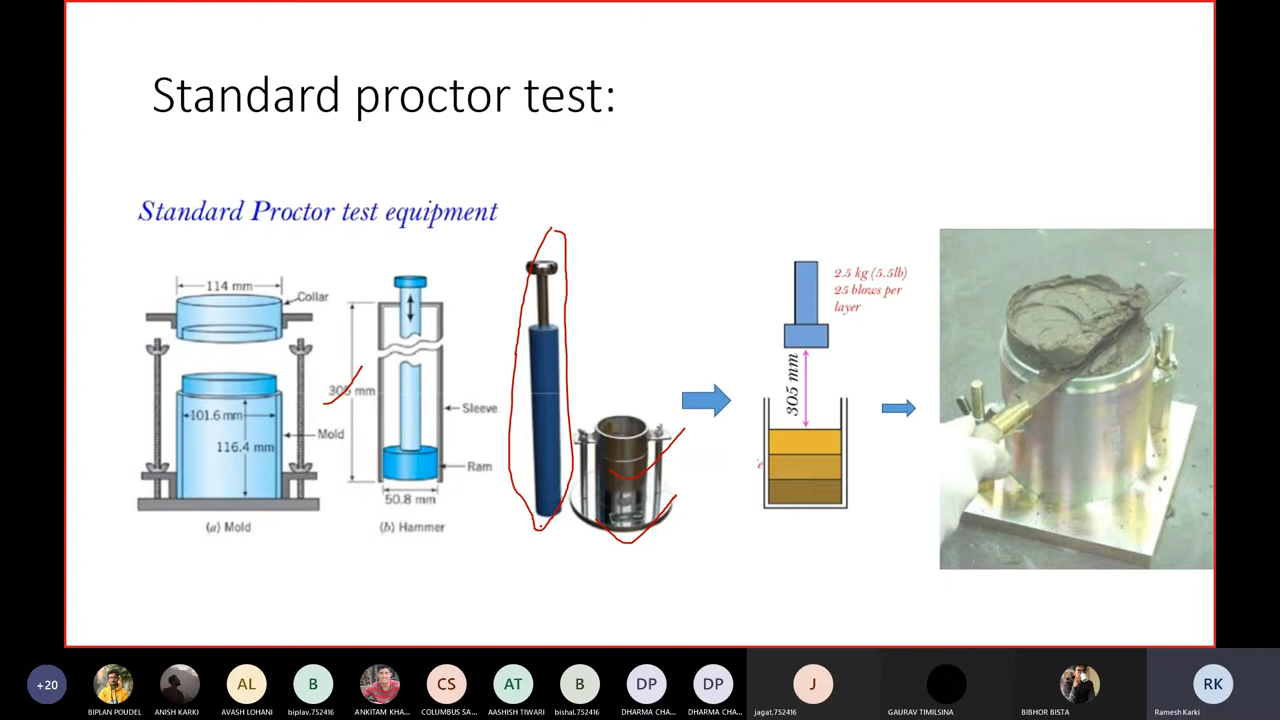 Standard proctor test:
Standard Proctor test equipment
114 mm
Collar
101.6 mm
116.4 mm
Mold
(a) Mold
305 mm
Sleeve
Ram
50.8 mm
(b) Hammer
2.5 kg (5.5lb)
25 blows per
layer
305 mm
+20
BIPLAN POUDEL
ANISH KARKI
AL
AVASH LOHANI
B
biplav.752416
ANKITAM KHA...
CS
COLUMBUS SA...
AT
AASHISH TIWARI
B
bishal.752416
DP
DHARMA CHA...
DP
DHARMA CHA...
J
jagat.752416
GAURAV TIMILSINA
BIBHOR BISTA
RK
Ramesh Karki